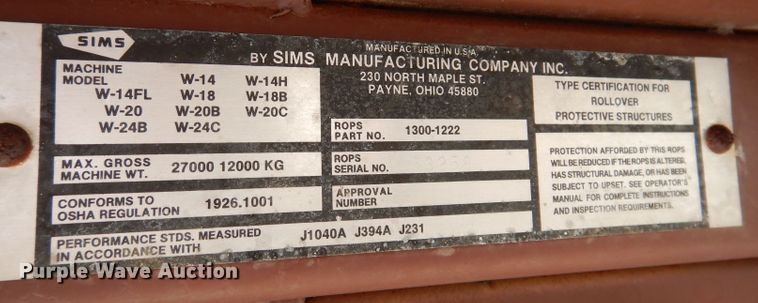 SIMS
MANUFACTURED IN U.S.A.
BY SIMS MANUFACTURING COMPANY INC.
230 NORTH MAPLE ST.
PAYNE, OHIO 45880
MACHINE
MODEL W-14 W-14H
W-14FL W-18 W-18B
W-20 W-20B W-20C
W-24B W-24C
MAX. GROSS
MACHINE WT. 27000 12000 KG
CONFORMS TO
OSHA REGULATION 1926.1001
PERFORMANCE STDS. MEASURED
IN ACCORDANCE WITH J1040A J394A J231
ROPS
PART NO. 1300-1222
ROPS
SERIAL NO.
APPROVAL
NUMBER
TYPE CERTIFICATION FOR
ROLLOVER
PROTECTIVE STRUCTURES
PROTECTION AFFORDED BY THIS ROPS
WILL BE REDUCED IF THE ROPS IS ALTERED,
HAS STRUCTURAL DAMAGE, OR HAS BEEN
SUBJECT TO UPSET. SEE OPERATOR'S
MANUAL FOR COMPLETE INSTRUCTIONS
AND INSPECTION REQUIREMENTS.
Purple Wave Auction